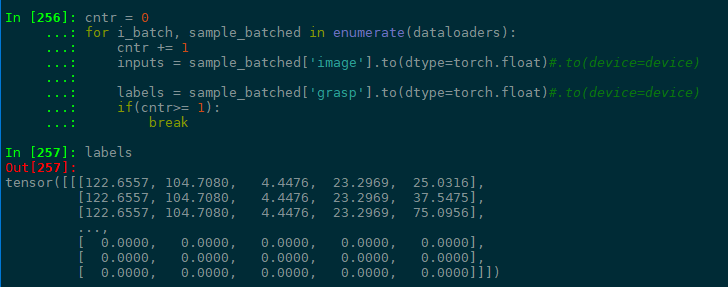 In [256]: cntr = 0
     ...: for i_batch, sample_batched in enumerate(dataloaders):
     ...:     cntr += 1
     ...:     inputs = sample_batched['image'].to(dtype=torch.float)#.to(device=device)
     ...:
     ...:     labels = sample_batched['grasp'].to(dtype=torch.float)#.to(device=device)
     ...:     if(cntr>= 1):
     ...:         break
In [257]: labels
Out[257]:
tensor([[[122.6557, 104.7080,   4.4476,  23.2969,  25.0316],
         [122.6557, 104.7080,   4.4476,  23.2969,  37.5475],
         [122.6557, 104.7080,   4.4476,  23.2969,  75.0956],
         ...,
         [  0.0000,   0.0000,   0.0000,   0.0000,   0.0000],
         [  0.0000,   0.0000,   0.0000,   0.0000,   0.0000],
         [  0.0000,   0.0000,   0.0000,   0.0000,   0.0000]]])